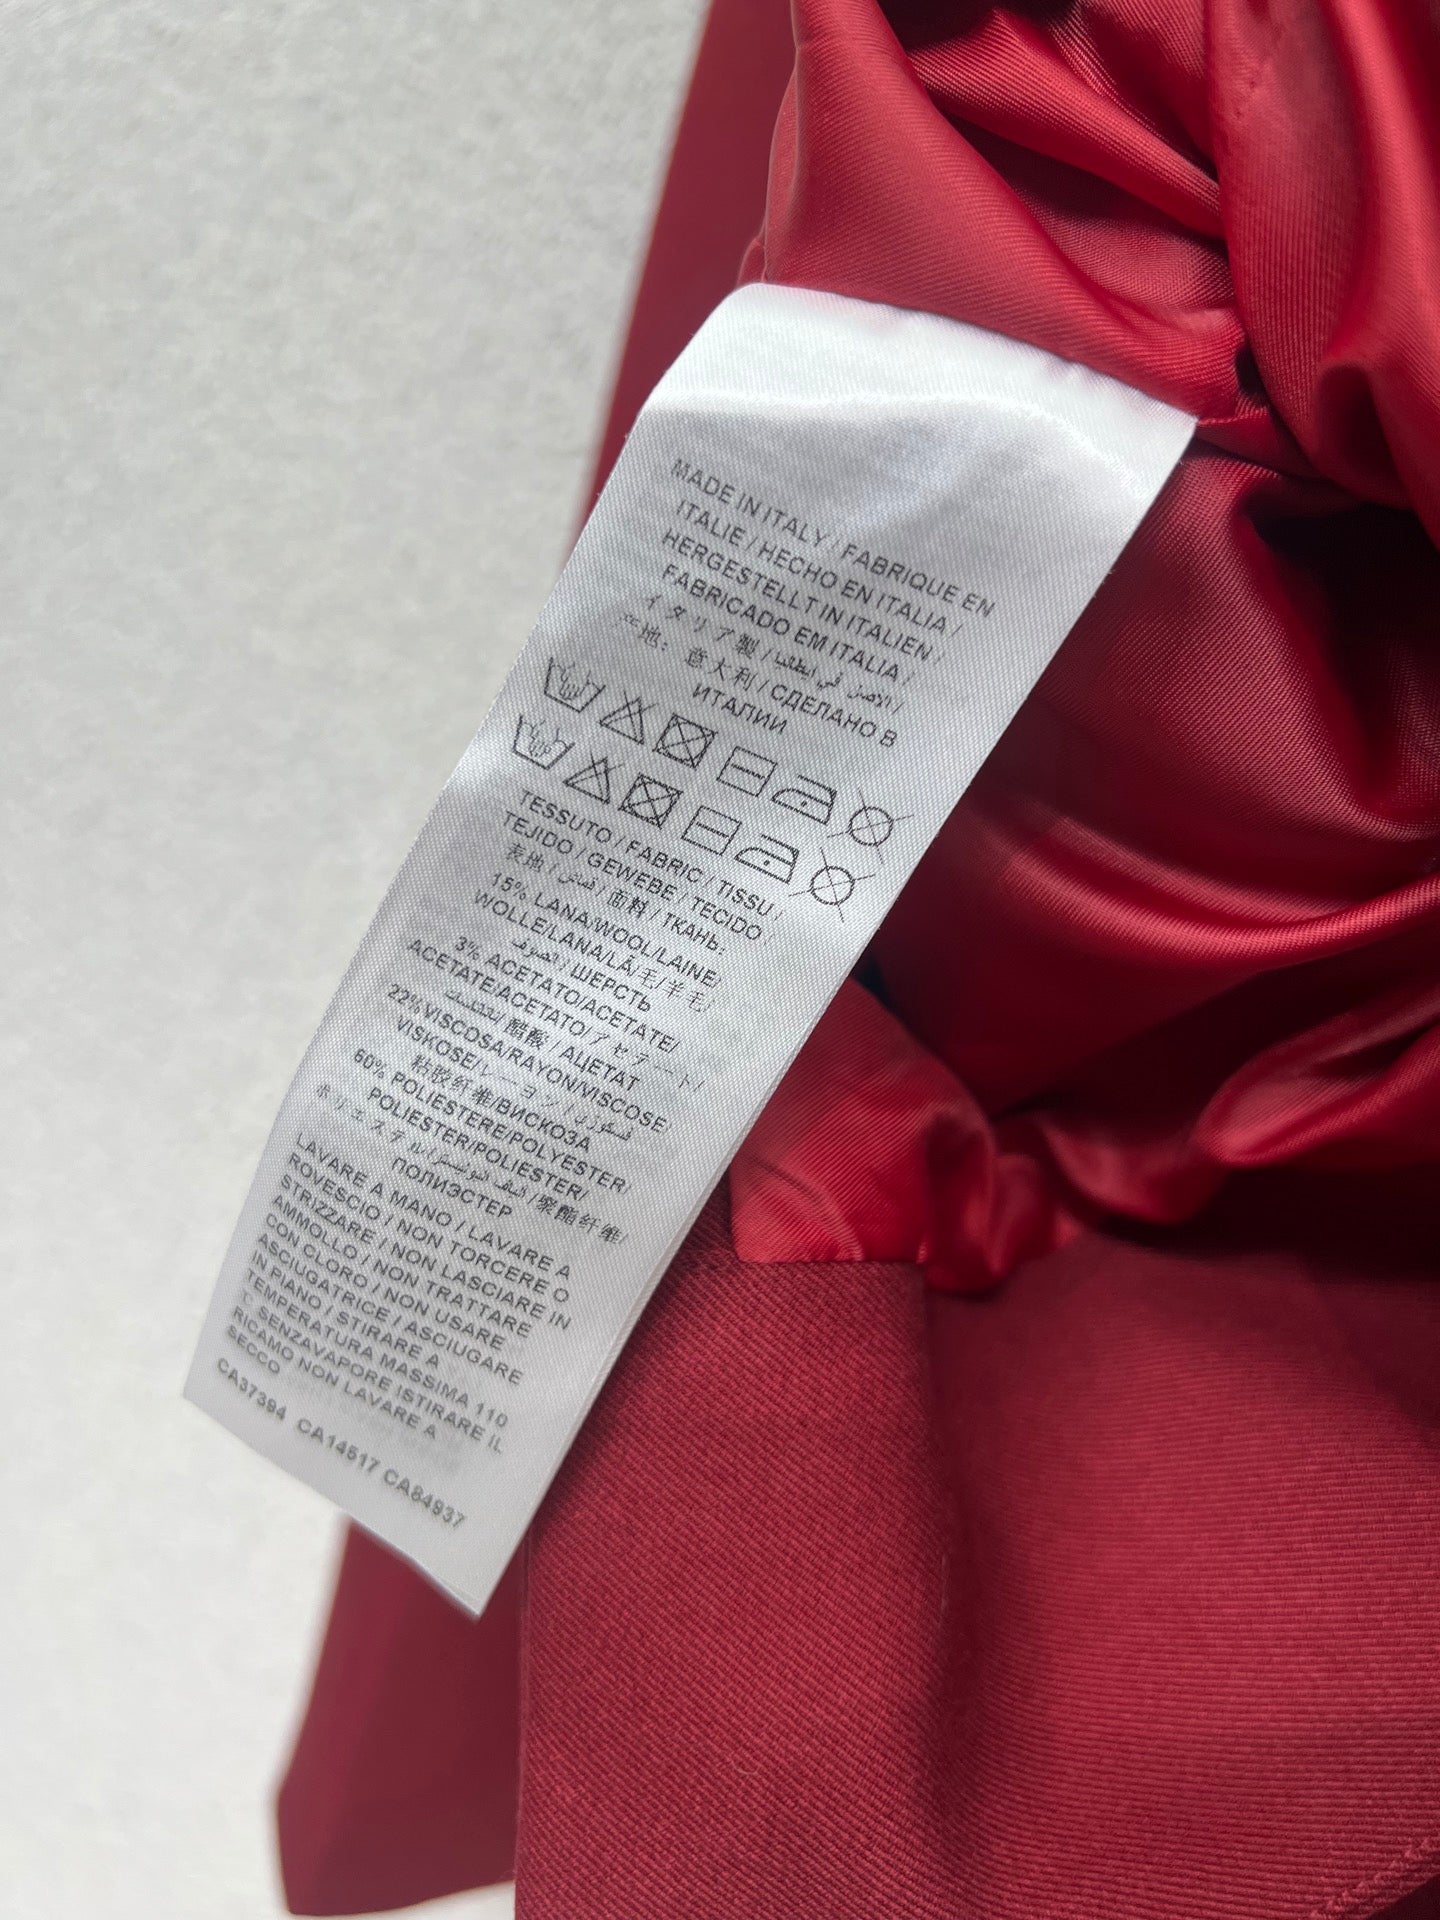 MADE IN ITALY / FABRIQUE EN
ITALIE / HECHO EN ITALIA /
HERGESTELLT IN ITALIEN /
FABRICADO EM ITALIA /
イタリア製 / الاصل في ايطاليا /
产地: 意大利 / СДЕЛАНО В
ИТАЛИИ
TESSUTO / FABRIC / TISSU /
TEJIDO / GEWEBE / TECIDO /
表地 / قماش / 面料 / ТКАНЬ:
15% LANA/WOOL/LAINE/
WOLLE/LANA/LÃ/毛/羊毛/
الصوف / ШЕРСТЬ
3% ACETATO/ACETATE/
ACETATE/ACETATO/アセテート/
醋酸 / АЦЕТАТ
22%VISCOSA/RAYON/VISCOSE
VISKOSE/レーヨン/
粘胶纤维/ВИСКОЗА
60% POLIESTERE/POLYESTER/
POLIESTER/POLIESTER/
ポリエステル/ 聚酯纤维/
ПОЛИЭСТЕР
LAVARE A MANO / LAVARE A
ROVESCIO / NON TORCERE O
STRIZZARE / NON LASCIARE IN
AMMOLLO / NON TRATTARE
CON CLORO / NON USARE
ASCIUGATRICE / ASCIUGARE
IN PIANO / STIRARE A
TEMPERATURA MASSIMA 110
SENZAVAPORE ISTIRARE IL
RICAMO NON LAVARE A
SECCO
CA37394 CA14517 CA84937